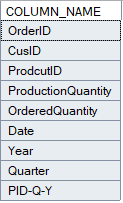 COLUMN_NAME
OrderID
CusID
ProdcutID
ProductionQuantity
OrderedQuantity
Date
Year
Quarter
PID-Q-Y